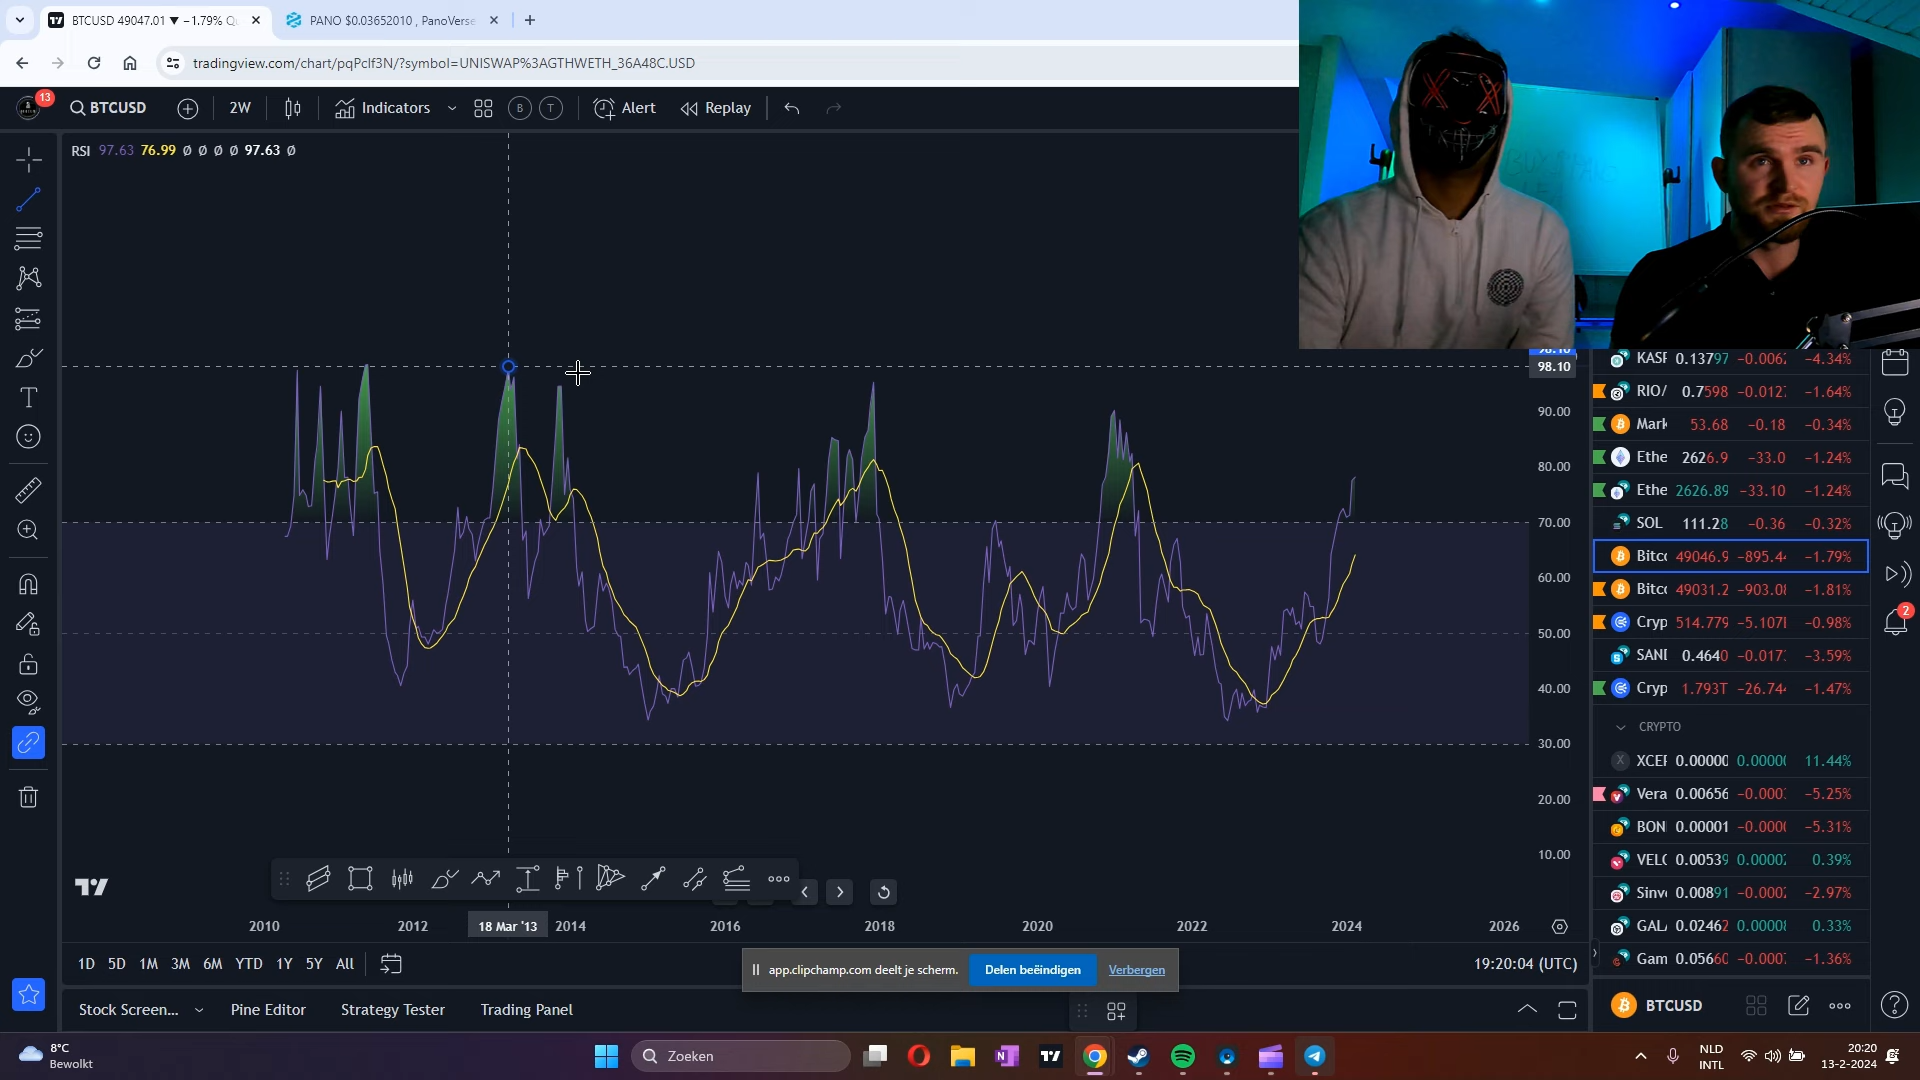 BTCUSD 49047.01 ▼ −1.79%
PANO $0.03652010 , PanoVerse
tradingview.com/chart/pqPclf3N/?symbol=UNISWAP%3AGTHWETH_36A48C.USD
13
BTCUSD
2W
Indicators
B
T
Alert
Replay
RSI 97.63 76.99 Ø Ø Ø Ø 97.63 Ø
98.10
90.00
80.00
70.00
60.00
50.00
40.00
30.00
20.00
10.00
2010
2012
18 Mar '13
2014
2016
2018
2020
2022
2024
2026
1D 5D 1M 3M 6M YTD 1Y 5Y All
19:20:04 (UTC)
app.clipchamp.com deelt je scherm.
Delen beëindigen
Verbergen
Stock Screen...
Pine Editor
Strategy Tester
Trading Panel
KASF 0.13797 −0.0062 −4.34%
RIO/ 0.7598 −0.0127 −1.64%
Mark 53.68 −0.18 −0.34%
Ethe 2626.9 −33.0 −1.24%
Ethe 2626.89 −33.10 −1.24%
SOL 111.28 −0.36 −0.32%
Bitco 49046.9 −895.4 −1.79%
Bitco 49031.2 −903.0 −1.81%
Cryp 514.779 −5.107 −0.98%
SANI 0.4640 −0.017 −3.59%
Cryp 1.793T −26.74 −1.47%
CRYPTO
XCEF 0.00000 0.0000 11.44%
Vera 0.00656 −0.000 −5.25%
BON 0.00001 −0.000 −5.31%
VELO 0.00539 0.0000 0.39%
Sinv 0.00891 −0.000 −2.97%
GAL 0.02462 0.0000 0.33%
Gam 0.05660 −0.000 −1.36%
2
BTCUSD
8°C
Bewolkt
Zoeken
NLD
INTL
20:20
13-2-2024